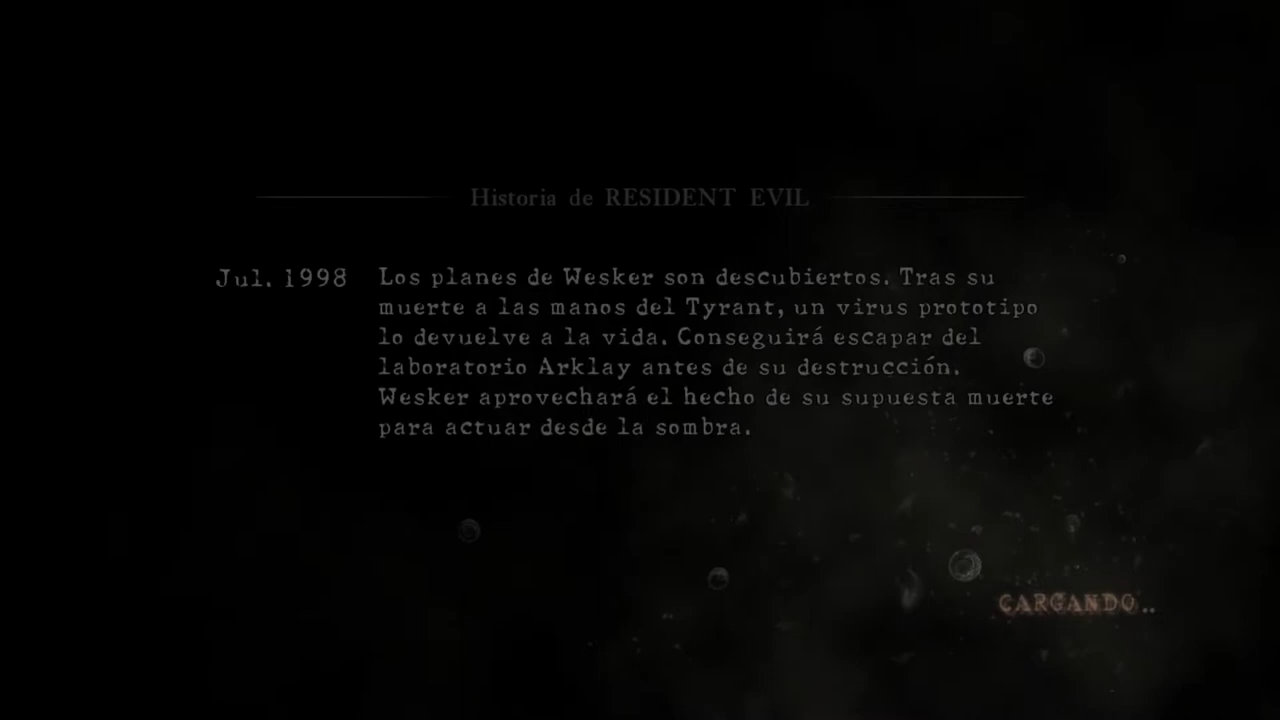 Historia de RESIDENT EVIL
Jul. 1998 Los planes de Wesker son descubiertos. Tras su
muerte a las manos del Tyrant, un virus prototipo
lo devuelve a la vida. Conseguirá escapar del
laboratorio Arklay antes de su destrucción.
Wesker aprovechará el hecho de su supuesta muerte
para actuar desde la sombra.
CARGANDO..